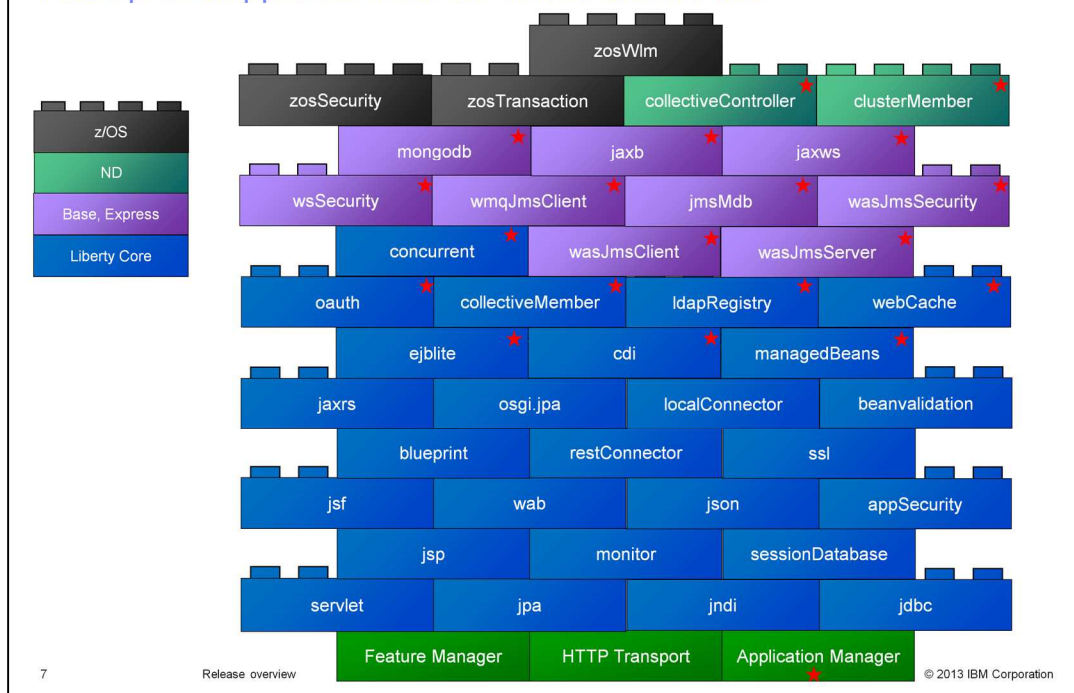 zosWlm
zosSecurity
zosTransaction
collectiveController
clusterMember
z/OS
ND
Base, Express
Liberty Core
mongodb
jaxb
jaxws
wsSecurity
wmqJmsClient
jmsMdb
wasJmsSecurity
concurrent
wasJmsClient
wasJmsServer
oauth
collectiveMember
ldapRegistry
webCache
ejblite
cdi
managedBeans
jaxrs
osgi.jpa
localConnector
beanvalidation
blueprint
restConnector
ssl
jsf
wab
json
appSecurity
jsp
monitor
sessionDatabase
servlet
jpa
jndi
jdbc
Feature Manager
HTTP Transport
Application Manager
7
Release overview
© 2013 IBM Corporation